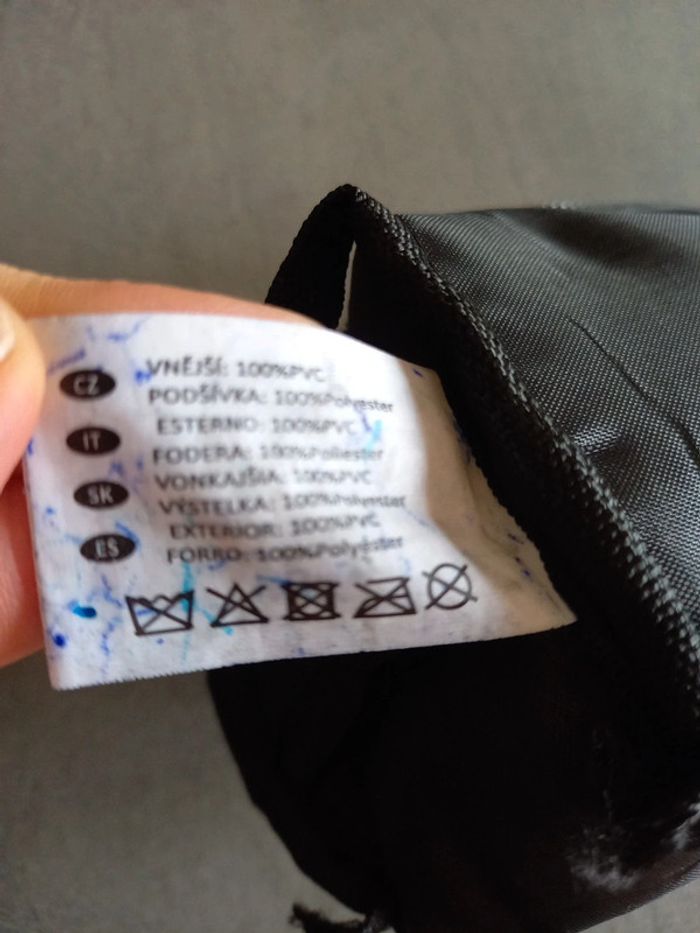 CZ VNĚJŠÍ: 100%PVC
PODŠÍVKA: 100%Polyester
IT ESTERNO: 100%PVC
FODERA: 100%Poliester
SK VONKAJŠIA: 100%PVC
VÝSTELKA: 100%Polyester
ES EXTERIOR: 100%PVC
FORRO: 100%Polyéster